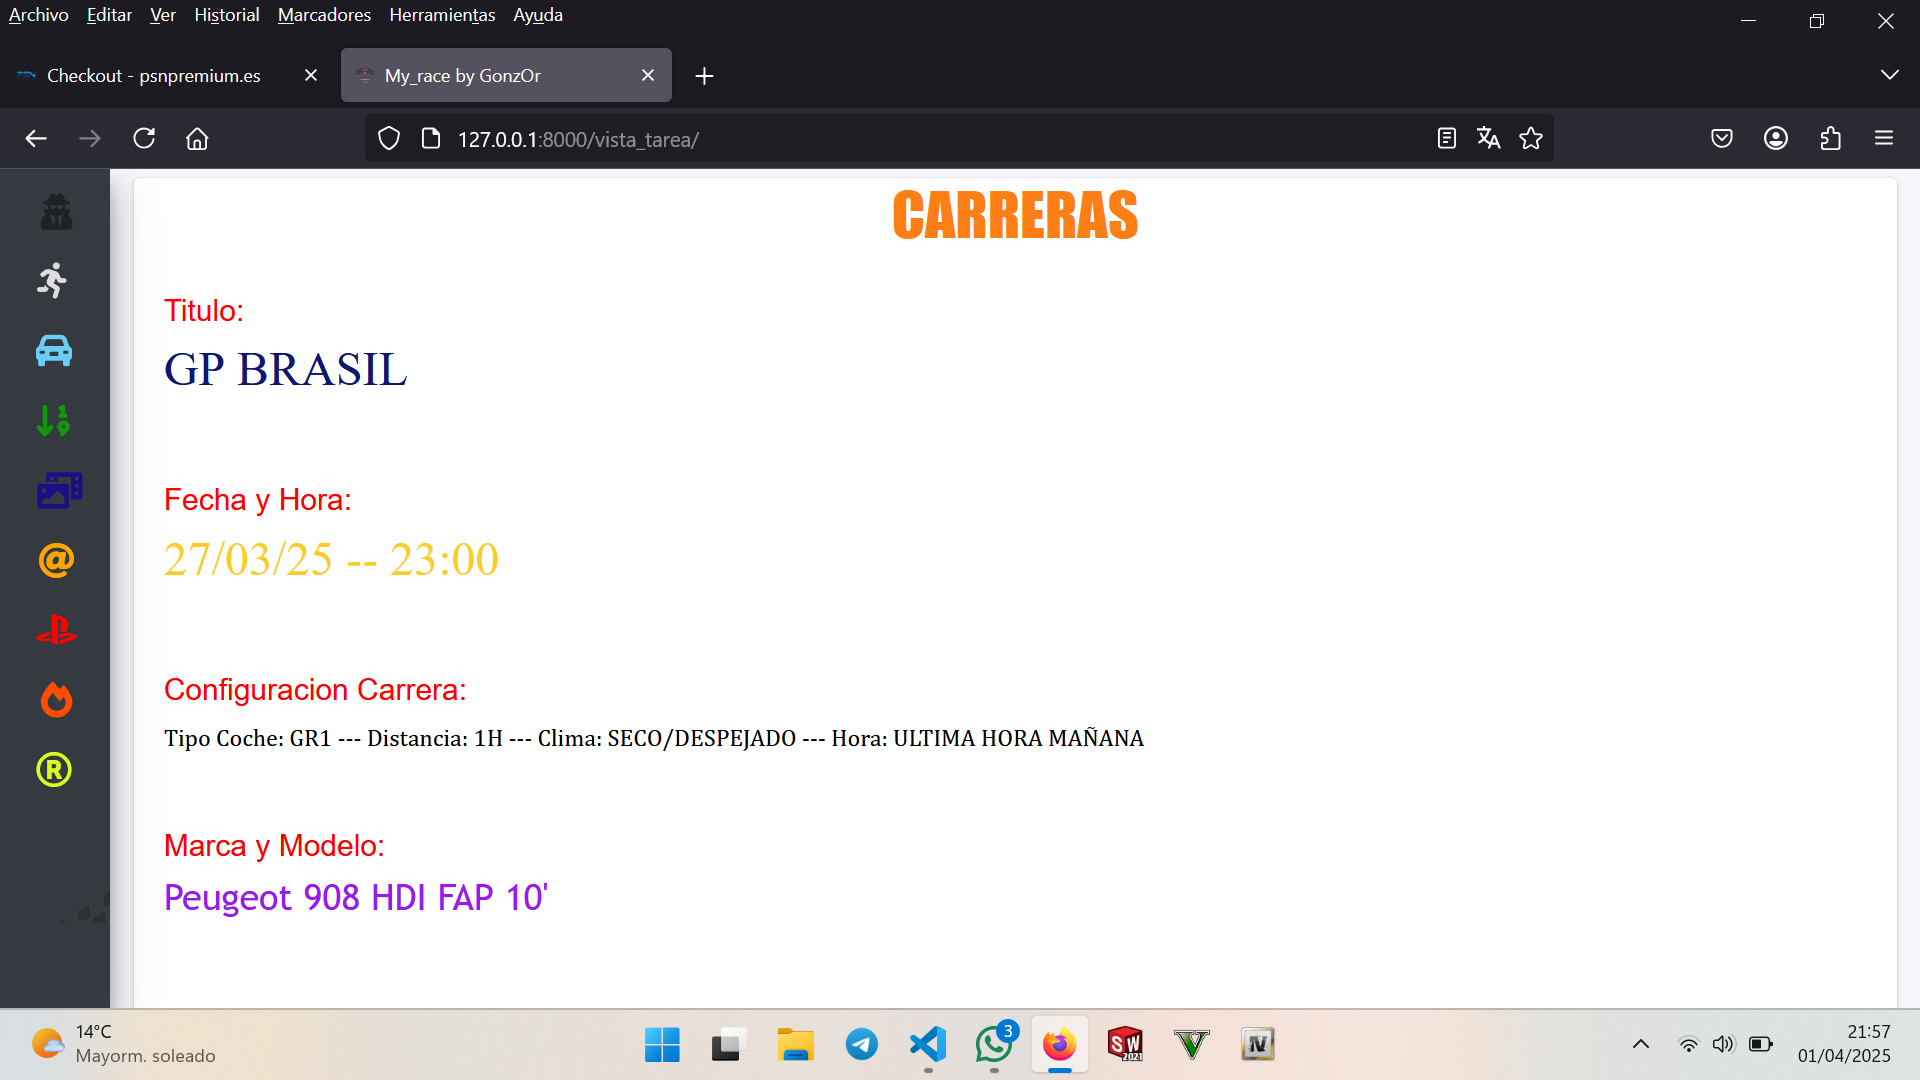 Archivo Editar Ver Historial Marcadores Herramientas Ayuda
Checkout - psnpremium.es
My_race by GonzOr
127.0.0.1:8000/vista_tarea/
CARRERAS
Titulo:
GP BRASIL
Fecha y Hora:
27/03/25 -- 23:00
Configuracion Carrera:
Tipo Coche: GR1 --- Distancia: 1H --- Clima: SECO/DESPEJADO --- Hora: ULTIMA HORA MAÑANA
Marca y Modelo:
Peugeot 908 HDI FAP 10'
14°C
Mayorm. soleado
3
SW
2021
V
IV
21:57
01/04/2025